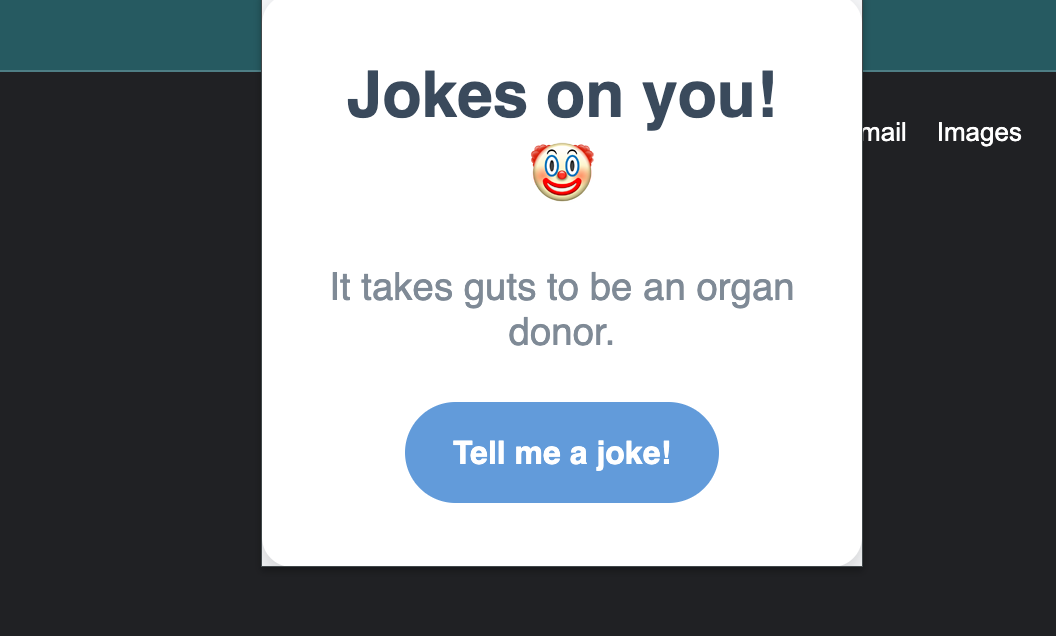 Jokes on you!
mail Images
It takes guts to be an organ
donor.
Tell me a joke!